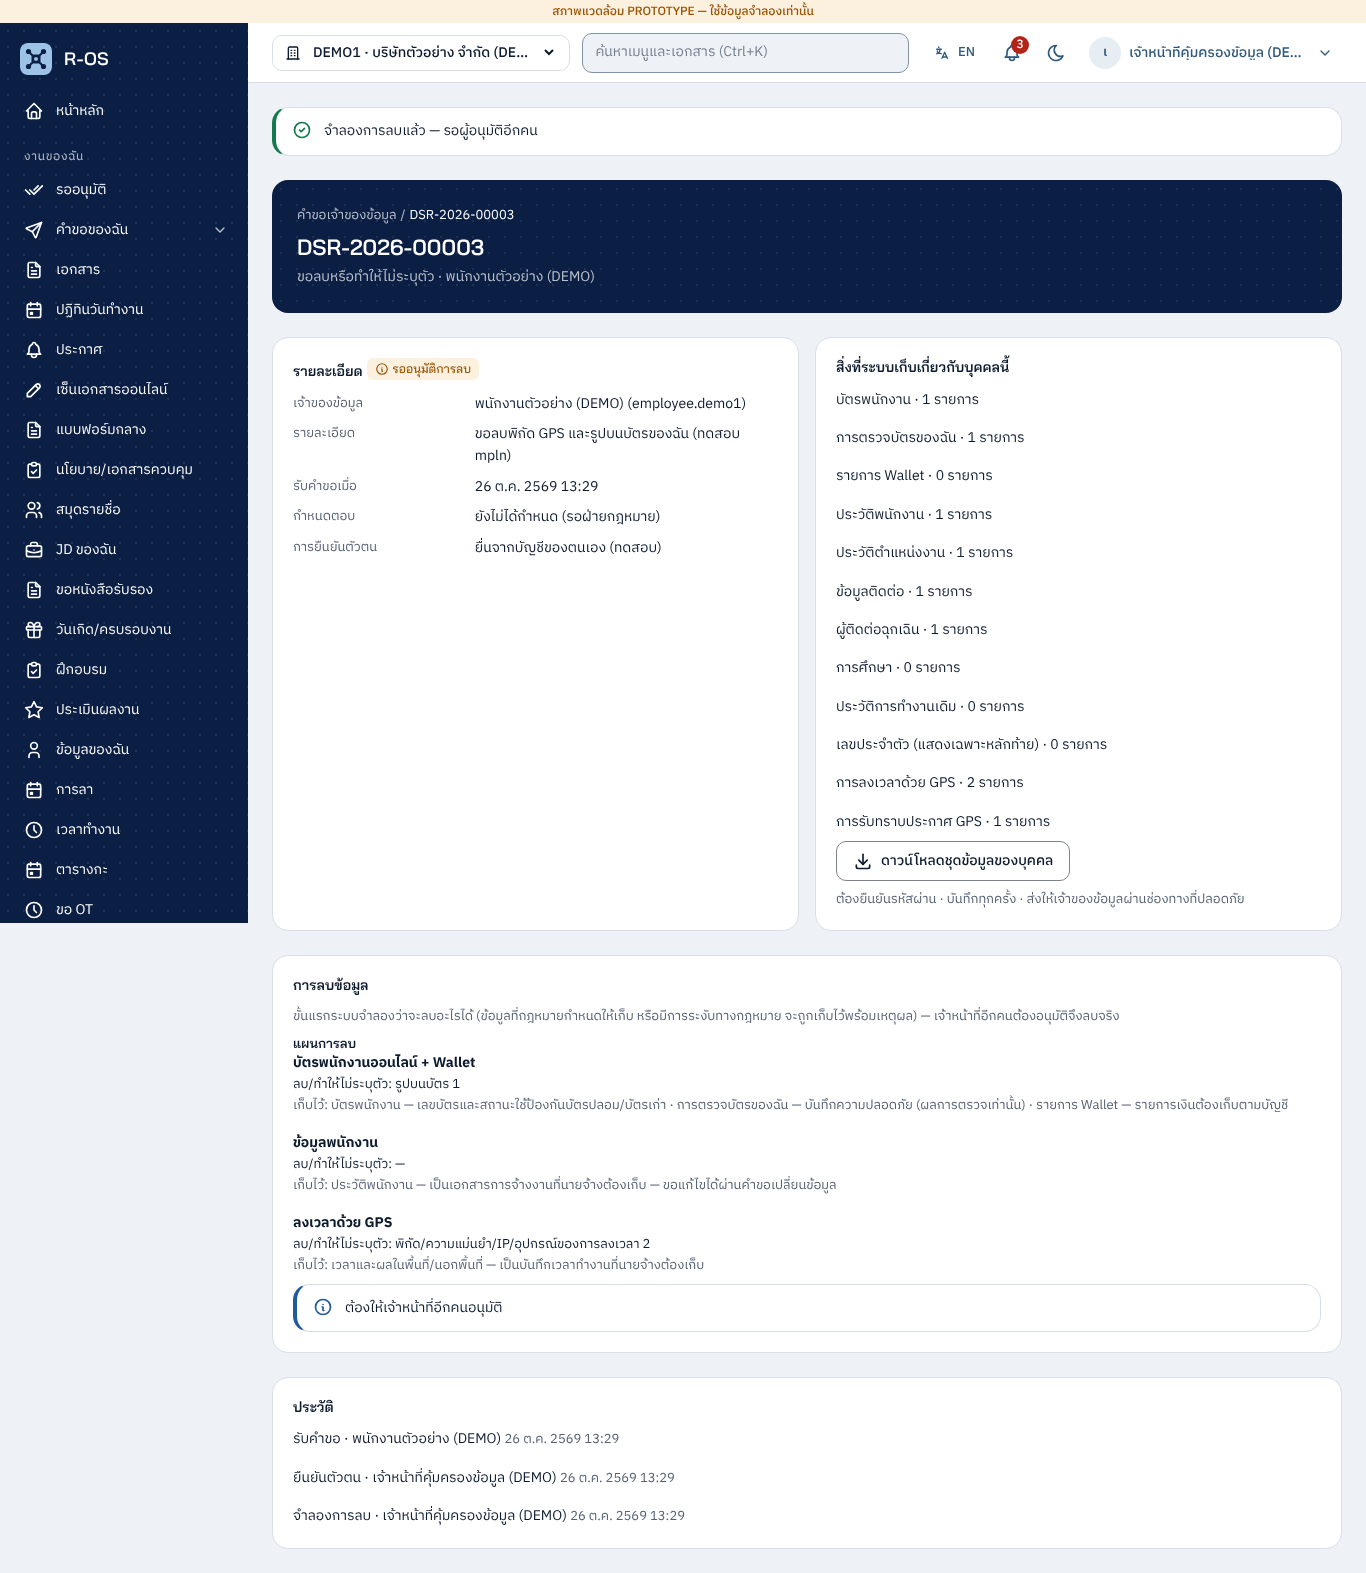 สภาพแวดล้อม PROTOTYPE — ใช้ข้อมูลจำลองเท่านั้น
R-OS
หน้าหลัก
งานของฉัน
รออนุมัติ
คำขอของฉัน
เอกสาร
ปฏิทินวันทำงาน
ประกาศ
เซ็นเอกสารออนไลน์
แบบฟอร์มกลาง
นโยบาย/เอกสารควบคุม
สมุดรายชื่อ
JD ของฉัน
ขอหนังสือรับรอง
วันเกิด/ครบรอบงาน
ฝึกอบรม
ประเมินผลงาน
ข้อมูลของฉัน
การลา
เวลาทำงาน
ตารางกะ
ขอ OT
DEMO1 · บริษัทตัวอย่าง จำกัด (DE...
ค้นหาเมนูและเอกสาร (Ctrl+K)
EN
3
เ
เจ้าหน้าที่คุ้มครองข้อมูล (DE...
จำลองการลบแล้ว — รอผู้อนุมัติอีกคน
คำขอเจ้าของข้อมูล / DSR-2026-00003
DSR-2026-00003
ขอลบหรือทำให้ไม่ระบุตัว · พนักงานตัวอย่าง (DEMO)
รายละเอียด รออนุมัติการลบ
เจ้าของข้อมูล พนักงานตัวอย่าง (DEMO) (employee.demo1)
รายละเอียด ขอลบพิกัด GPS และรูปบนบัตรของฉัน (ทดสอบ
mpln)
รับคำขอเมื่อ 26 ต.ค. 2569 13:29
กำหนดตอบ ยังไม่ได้กำหนด (รอฝ่ายกฎหมาย)
การยืนยันตัวตน ยื่นจากบัญชีของตนเอง (ทดสอบ)
สิ่งที่ระบบเก็บเกี่ยวกับบุคคลนี้
บัตรพนักงาน · 1 รายการ
การตรวจบัตรของฉัน · 1 รายการ
รายการ Wallet · 0 รายการ
ประวัติพนักงาน · 1 รายการ
ประวัติตำแหน่งงาน · 1 รายการ
ข้อมูลติดต่อ · 1 รายการ
ผู้ติดต่อฉุกเฉิน · 1 รายการ
การศึกษา · 0 รายการ
ประวัติการทำงานเดิม · 0 รายการ
เลขประจำตัว (แสดงเฉพาะหลักท้าย) · 0 รายการ
การลงเวลาด้วย GPS · 2 รายการ
การรับทราบประกาศ GPS · 1 รายการ
ดาวน์โหลดชุดข้อมูลของบุคคล
ต้องยืนยันรหัสผ่าน · บันทึกทุกครั้ง · ส่งให้เจ้าของข้อมูลผ่านช่องทางที่ปลอดภัย
การลบข้อมูล
ขั้นแรกระบบจำลองว่าจะลบอะไรได้ (ข้อมูลที่กฎหมายกำหนดให้เก็บ หรือมีการระงับทางกฎหมาย จะถูกเก็บไว้พร้อมเหตุผล) — เจ้าหน้าที่อีกคนต้องอนุมัติจึงลบจริง
แผนการลบ
บัตรพนักงานออนไลน์ + Wallet
ลบ/ทำให้ไม่ระบุตัว: รูปบนบัตร 1
เก็บไว้: บัตรพนักงาน — เลขบัตรและสถานะใช้ป้องกันบัตรปลอม/บัตรเก่า · การตรวจบัตรของฉัน — บันทึกความปลอดภัย (ผลการตรวจเท่านั้น) · รายการ Wallet — รายการเงินต้องเก็บตามบัญชี
ข้อมูลพนักงาน
ลบ/ทำให้ไม่ระบุตัว: —
เก็บไว้: ประวัติพนักงาน — เป็นเอกสารการจ้างงานที่นายจ้างต้องเก็บ — ขอแก้ไขได้ผ่านคำขอเปลี่ยนข้อมูล
ลงเวลาด้วย GPS
ลบ/ทำให้ไม่ระบุตัว: พิกัด/ความแม่นยำ/IP/อุปกรณ์ของการลงเวลา 2
เก็บไว้: เวลาและผลในพื้นที่/นอกพื้นที่ — เป็นบันทึกเวลาทำงานที่นายจ้างต้องเก็บ
ต้องให้เจ้าหน้าที่อีกคนอนุมัติ
ประวัติ
รับคำขอ · พนักงานตัวอย่าง (DEMO) 26 ต.ค. 2569 13:29
ยืนยันตัวตน · เจ้าหน้าที่คุ้มครองข้อมูล (DEMO) 26 ต.ค. 2569 13:29
จำลองการลบ · เจ้าหน้าที่คุ้มครองข้อมูล (DEMO) 26 ต.ค. 2569 13:29